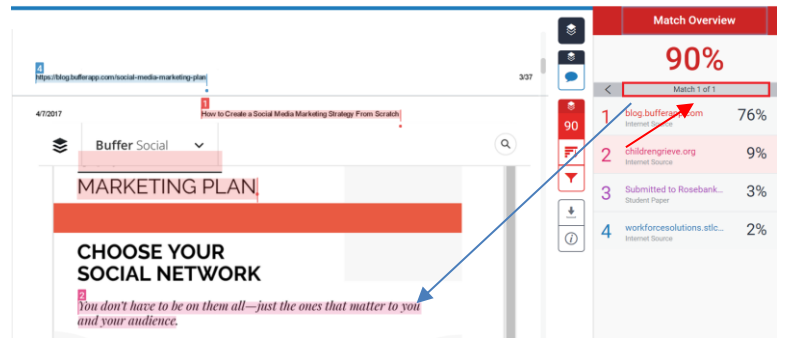 4
https://blog.bufferapp.com/social-media-marketing-plan
3/37
4/7/2017
1
How to Create a Social Media Marketing Strategy From Scratch
Buffer Social
MARKETING PLAN
CHOOSE YOUR
SOCIAL NETWORK
2
You don't have to be on them all—just the ones that matter to you
and your audience.
90
Match Overview
90%
Match 1 of 1
1 blog.bufferapp.com 76%
Internet Source
2 childrengrieve.org 9%
Internet Source
3 Submitted to Rosebank... 3%
Student Paper
4 workforcesolutions.stlc... 2%
Internet Source